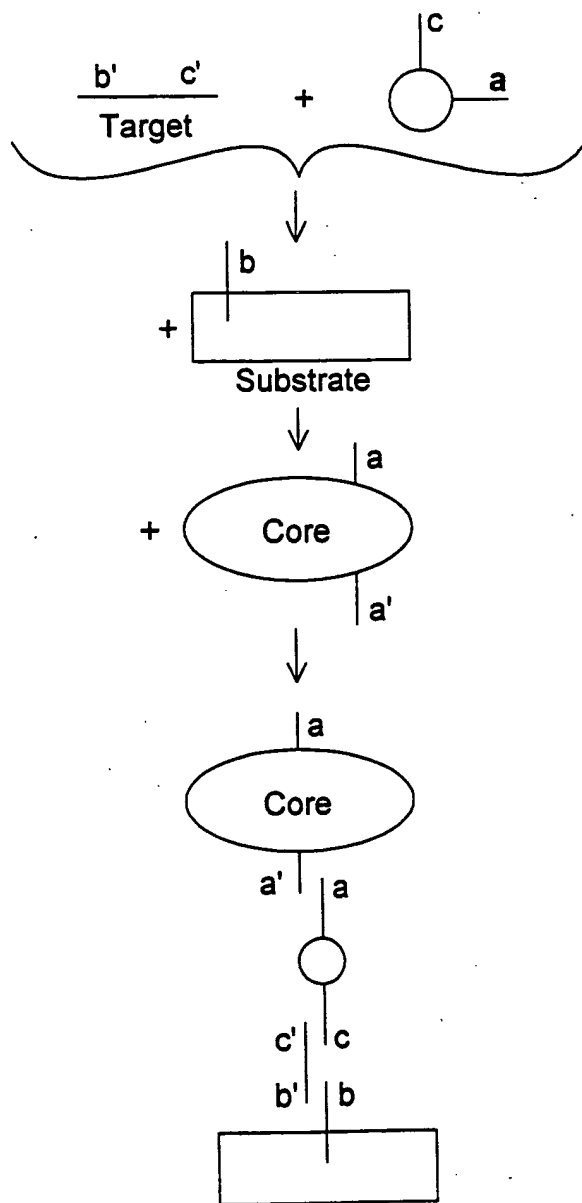 c
b' c' + a
Target
b
+
Substrate
a
+ Core
a'
a
Core
a' a
c' c
b' b